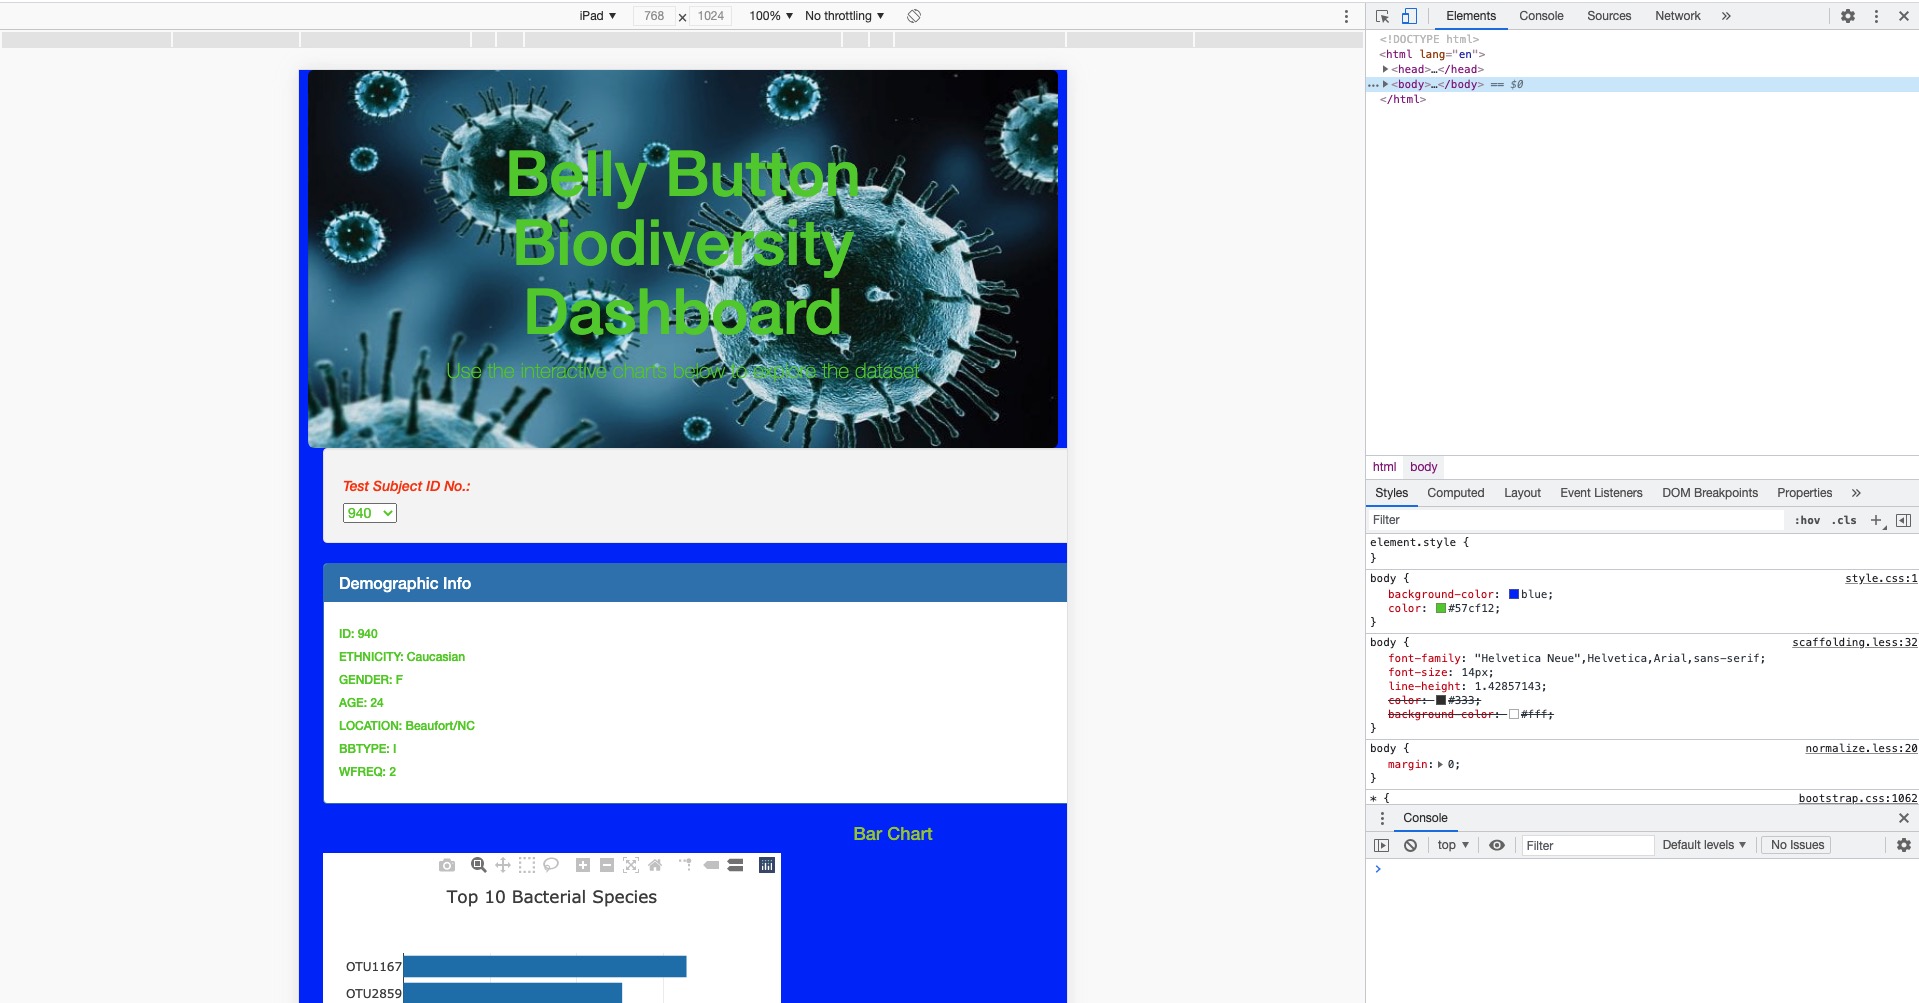 iPad ▼ 768 × 1024 100% ▼ No throttling ▼
Elements Console Sources Network »
<!DOCTYPE html>
<html lang="en">
▶<head>…</head>
…▶<body>…</body> == $0
</html>
Belly Button
Biodiversity
Dashboard
Use the interactive charts below to explore the dataset
Test Subject ID No.:
940
Demographic Info
ID: 940
ETHNICITY: Caucasian
GENDER: F
AGE: 24
LOCATION: Beaufort/NC
BBTYPE: I
WFREQ: 2
Bar Chart
Top 10 Bacterial Species
OTU1167
OTU2859
html body
Styles Computed Layout Event Listeners DOM Breakpoints Properties »
Filter :hov .cls +
element.style {
}
body { style.css:1
background-color: blue;
color: #57cf12;
}
body { scaffolding.less:32
font-family: "Helvetica Neue",Helvetica,Arial,sans-serif;
font-size: 14px;
line-height: 1.42857143;
color: #333;
background-color: #fff;
}
body { normalize.less:20
margin:▶0;
}
* { bootstrap.css:1062
Console
top ▼ Filter Default levels ▼ No Issues
>